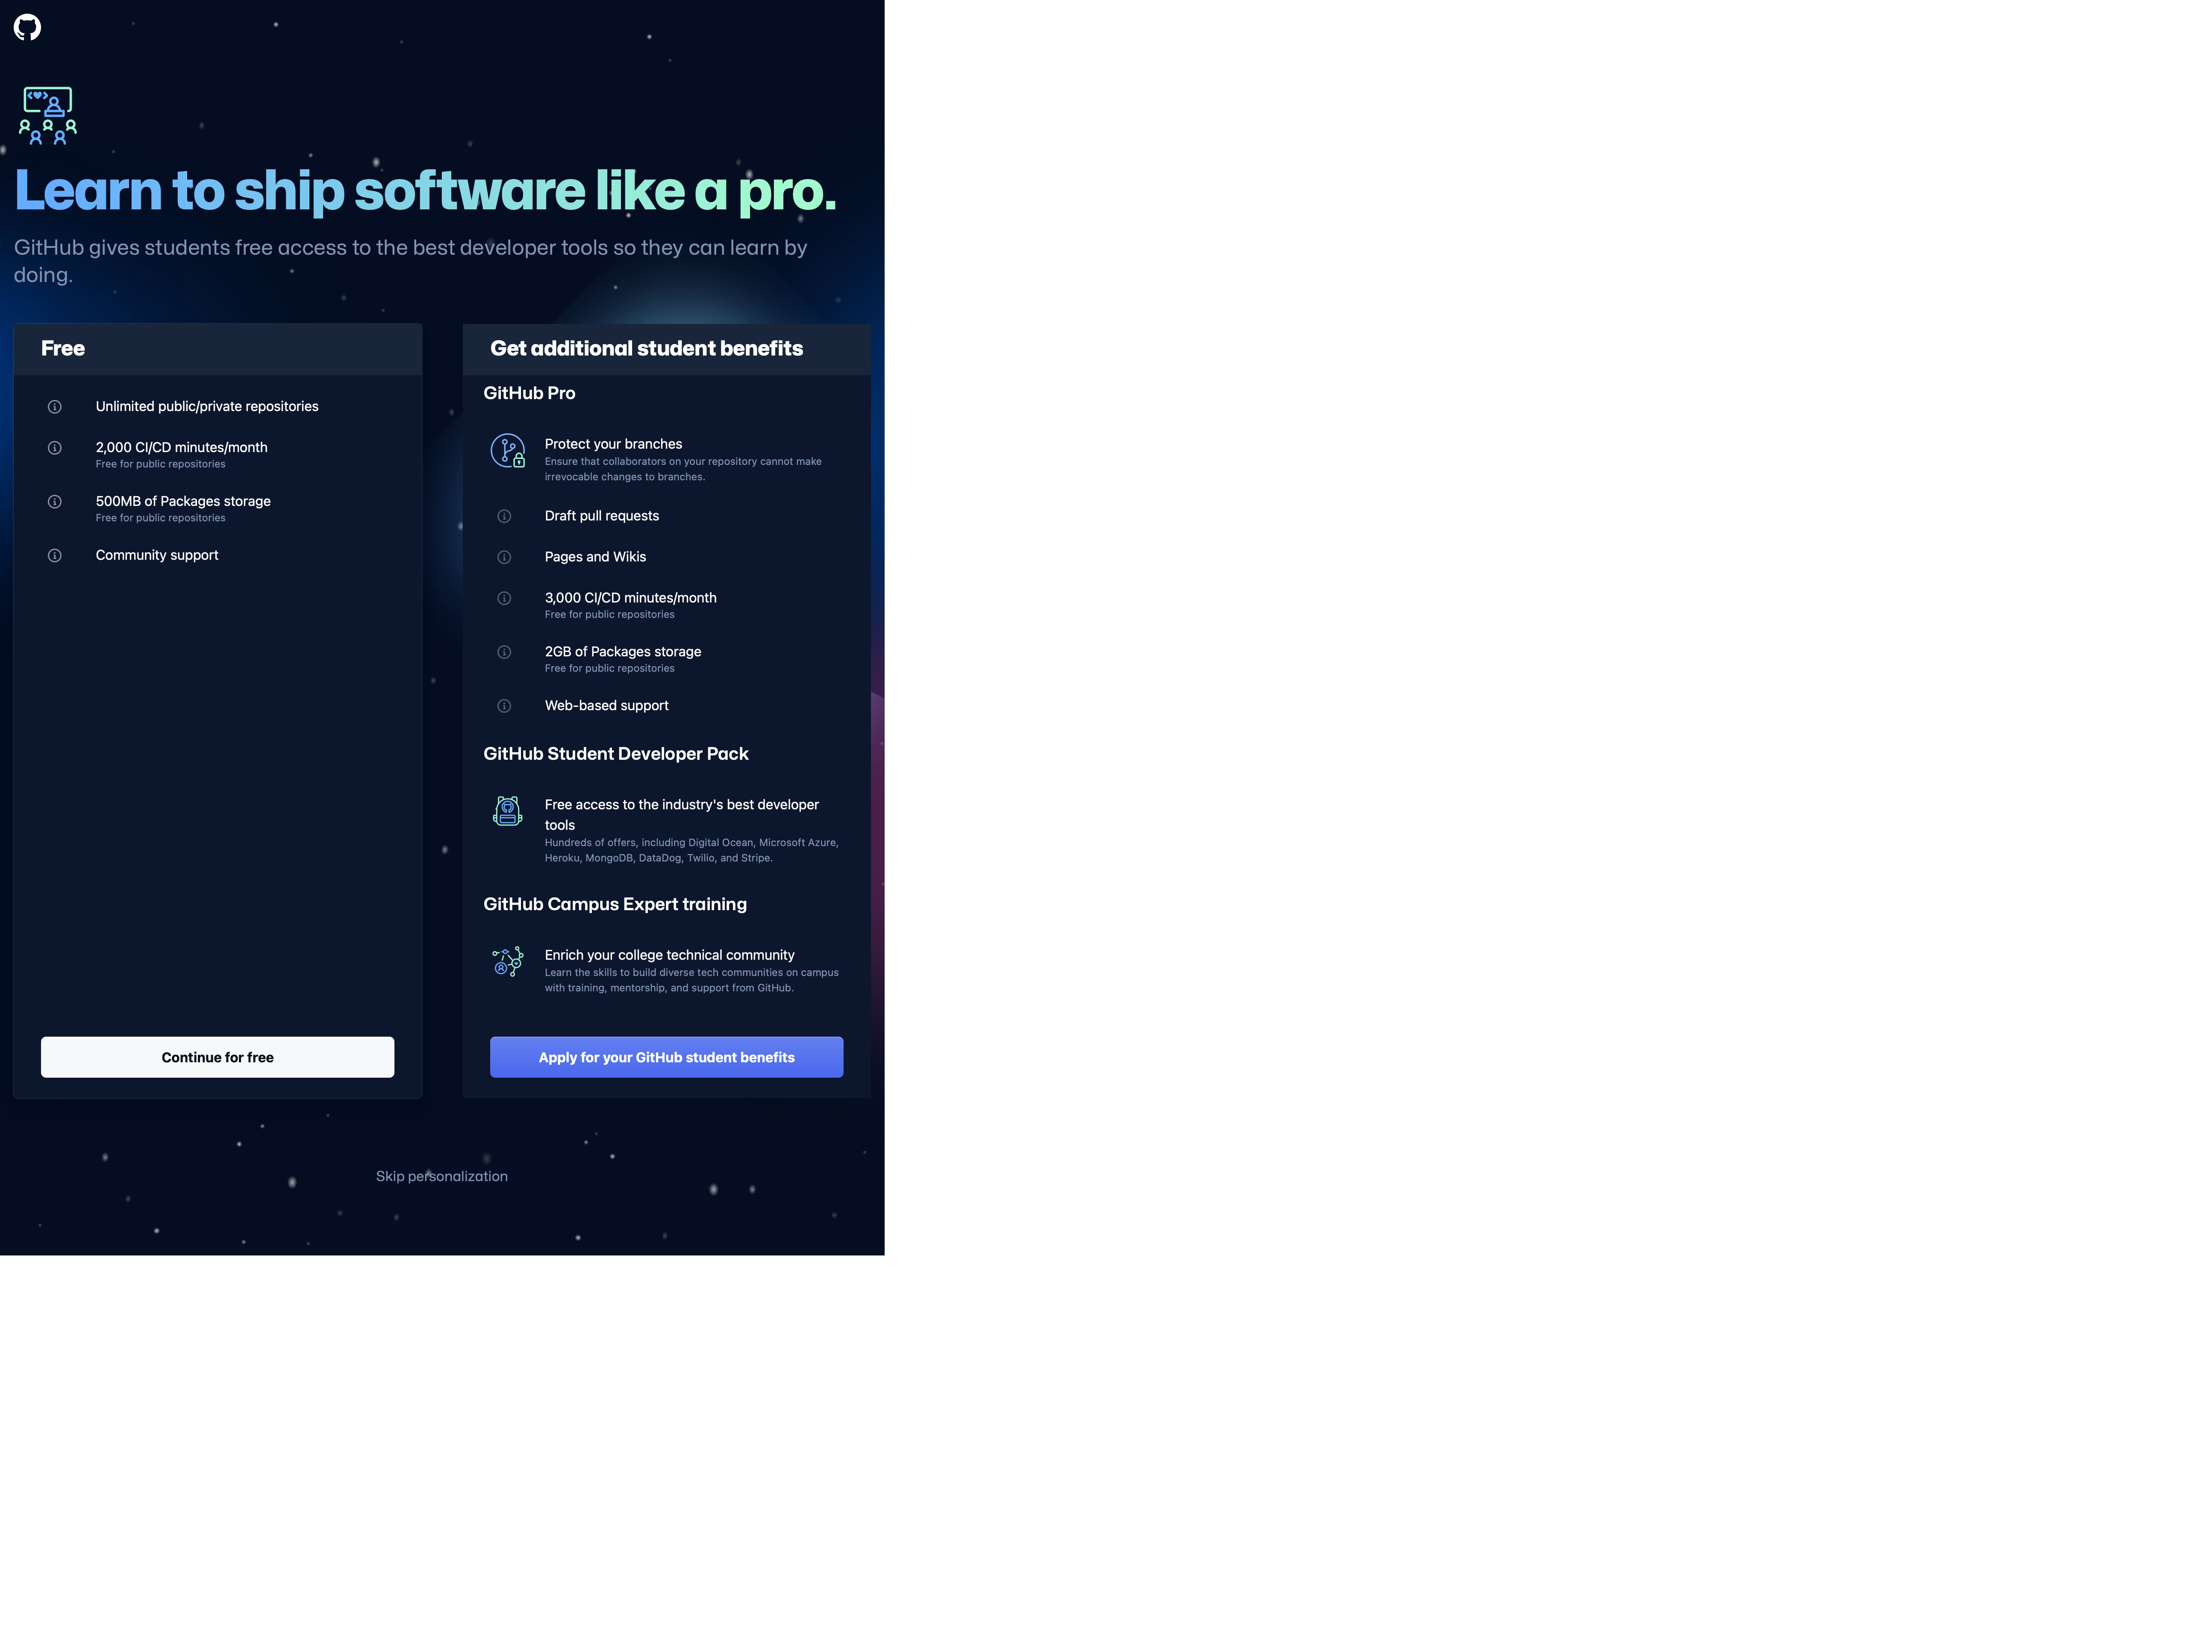 Learn to ship software like a pro.
GitHub gives students free access to the best developer tools so they can learn by
doing.
Free
Unlimited public/private repositories
2,000 CI/CD minutes/month
Free for public repositories
500MB of Packages storage
Free for public repositories
Community support
Continue for free
Get additional student benefits
GitHub Pro
Protect your branches
Ensure that collaborators on your repository cannot make
irrevocable changes to branches.
Draft pull requests
Pages and Wikis
3,000 CI/CD minutes/month
Free for public repositories
2GB of Packages storage
Free for public repositories
Web-based support
GitHub Student Developer Pack
Free access to the industry's best developer
tools
Hundreds of offers, including Digital Ocean, Microsoft Azure,
Heroku, MongoDB, DataDog, Twilio, and Stripe.
GitHub Campus Expert training
Enrich your college technical community
Learn the skills to build diverse tech communities on campus
with training, mentorship, and support from GitHub.
Apply for your GitHub student benefits
Skip personalization